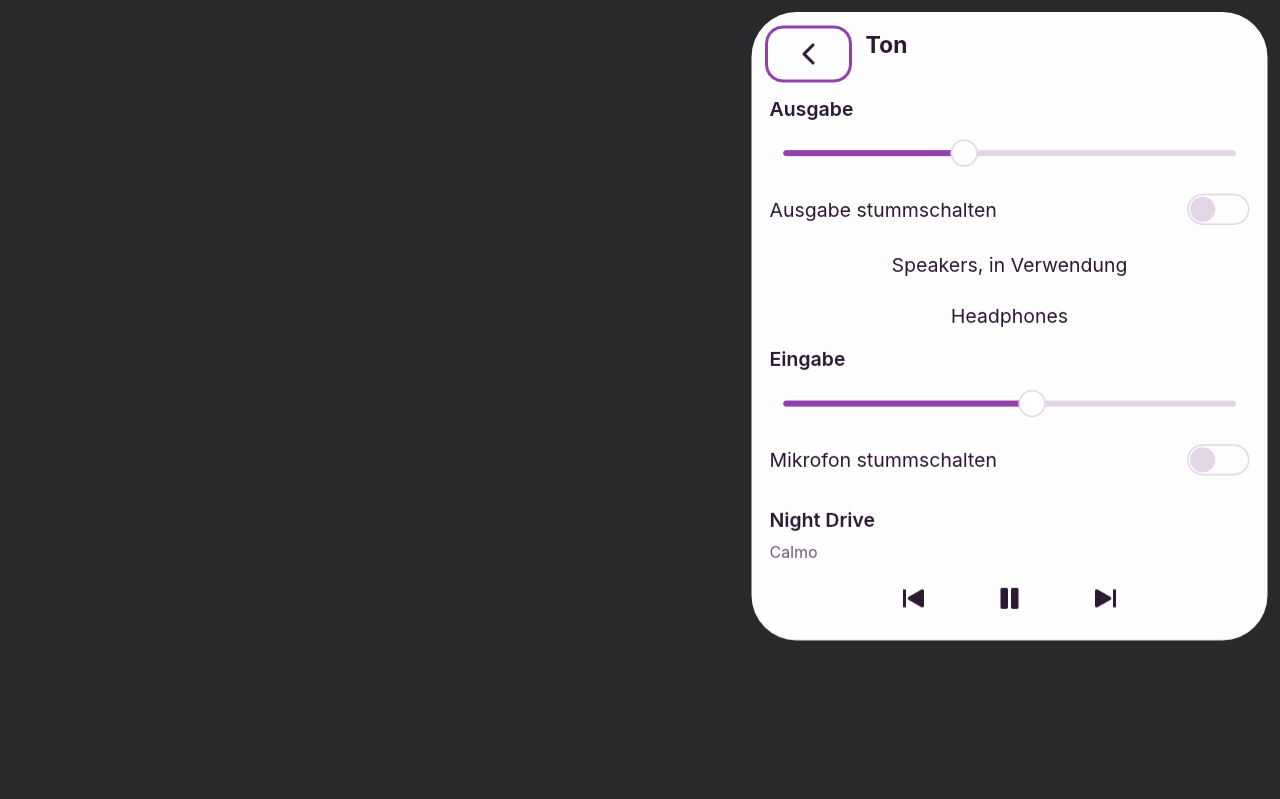 Ton
Ausgabe
Ausgabe stummschalten
Speakers, in Verwendung
Headphones
Eingabe
Mikrofon stummschalten
Night Drive
Calmo